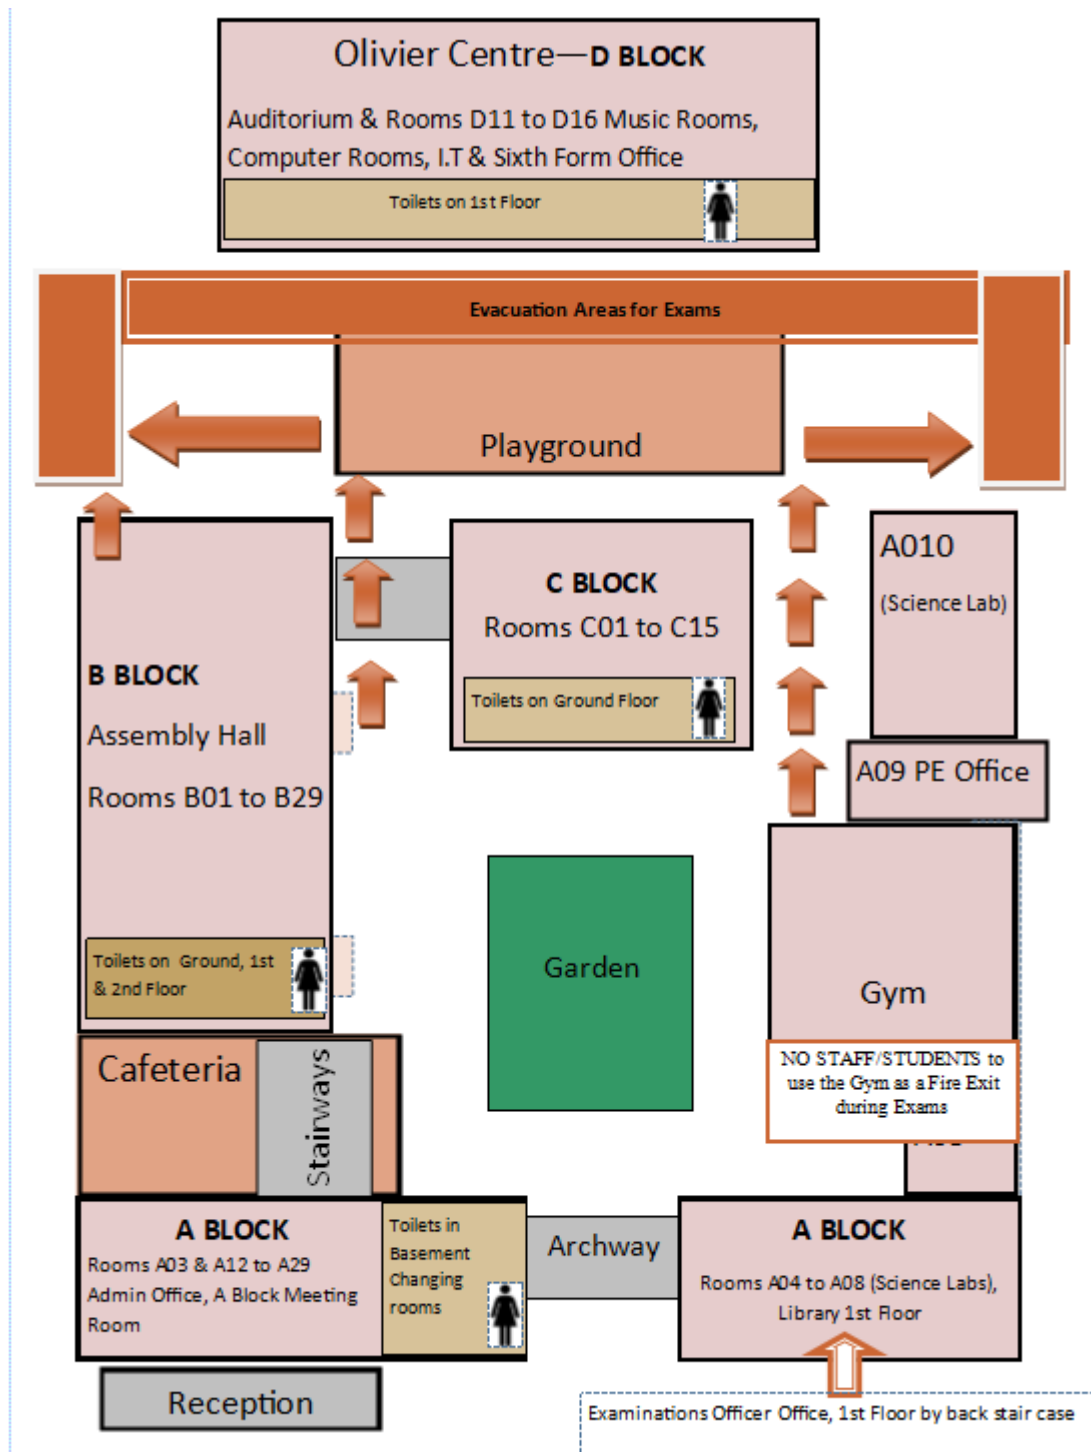 Olivier Centre—D BLOCK
Auditorium & Rooms D11 to D16 Music Rooms,
Computer Rooms, I.T & Sixth Form Office
Toilets on 1st Floor
Evacuation Areas for Exams
Playground
A010
(Science Lab)
C BLOCK
Rooms C01 to C15
Toilets on Ground Floor
B BLOCK
Assembly Hall
Rooms B01 to B29
A09 PE Office
Toilets on Ground, 1st
& 2nd Floor
Garden
Gym
NO STAFF/STUDENTS to
use the Gym as a Fire Exit
during Exams
Cafeteria
Stairways
A BLOCK
Rooms A03 & A12 to A29
Admin Office, A Block Meeting
Room
Toilets in
Basement
Changing
rooms
Archway
A BLOCK
Rooms A04 to A08 (Science Labs),
Library 1st Floor
Reception
Examinations Officer Office, 1st Floor by back stair case